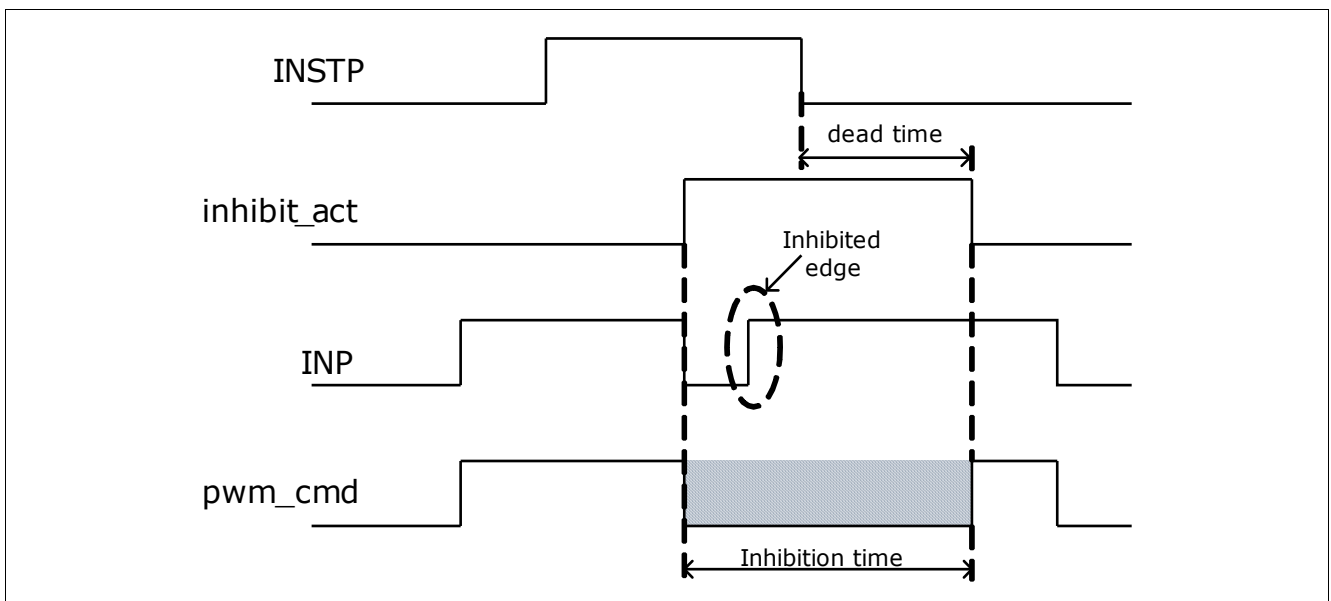 INSTP
dead time
inhibit_act
Inhibited
edge
INP
pwm_cmd
Inhibition time